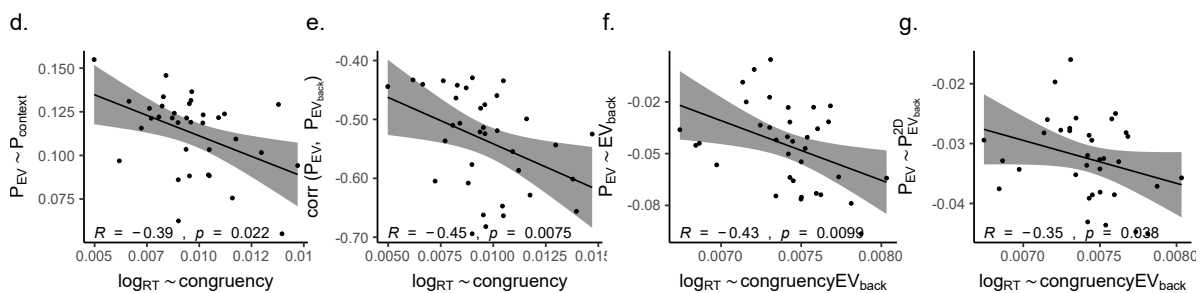 d.
e.
f.
g.
P_EV ~ P_context
0.150
0.125
0.100
0.075
R = −0.39 , p = 0.022
0.005 0.007 0.010 0.012 0.01
log_RT ~ congruency
corr (P_EV, P_EV_back)
-0.40
-0.50
-0.60
-0.70
R = −0.45 , p = 0.0075
0.0050 0.0075 0.0100 0.0125 0.015
log_RT ~ congruency
P_EV ~ EV_back
-0.02
-0.05
-0.08
R = −0.43 , p = 0.0099
0.0070 0.0075 0.0080
log_RT ~ congruencyEV_back
P_EV ~ P^2D_EV_back
-0.02
-0.03
-0.04
R = −0.35 , p = 0.038
0.0070 0.0075 0.0080
log_RT ~ congruencyEV_back